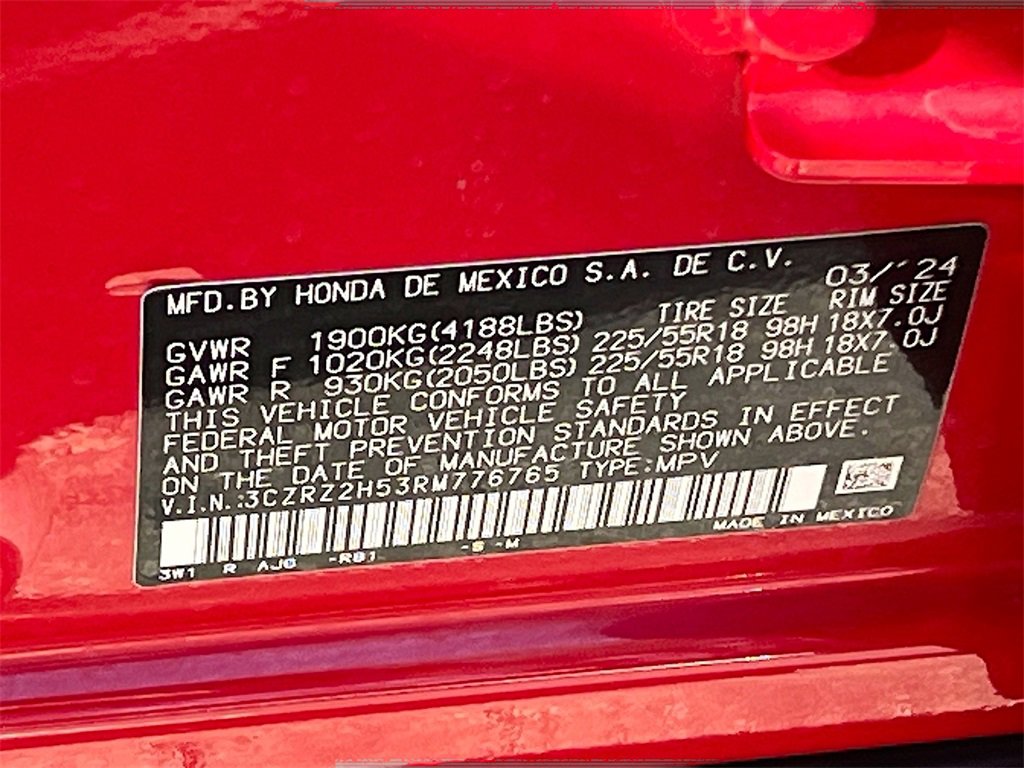 MFD.BY HONDA DE MEXICO S.A. DE C.V. 03/'24
TIRE SIZE RIM SIZE
GVWR 1900KG(4188LBS)
GAWR F 1020KG(2248LBS) 225/55R18 98H 18X7.0J
GAWR R 930KG(2050LBS) 225/55R18 98H 18X7.0J
THIS VEHICLE CONFORMS TO ALL APPLICABLE
FEDERAL MOTOR VEHICLE SAFETY
AND THEFT PREVENTION STANDARDS IN EFFECT
ON THE DATE OF MANUFACTURE SHOWN ABOVE.
V.I.N.:3CZRZ2H53RM776765 TYPE:MPV
MADE IN MEXICO
3W1 R -RB1 -S -M